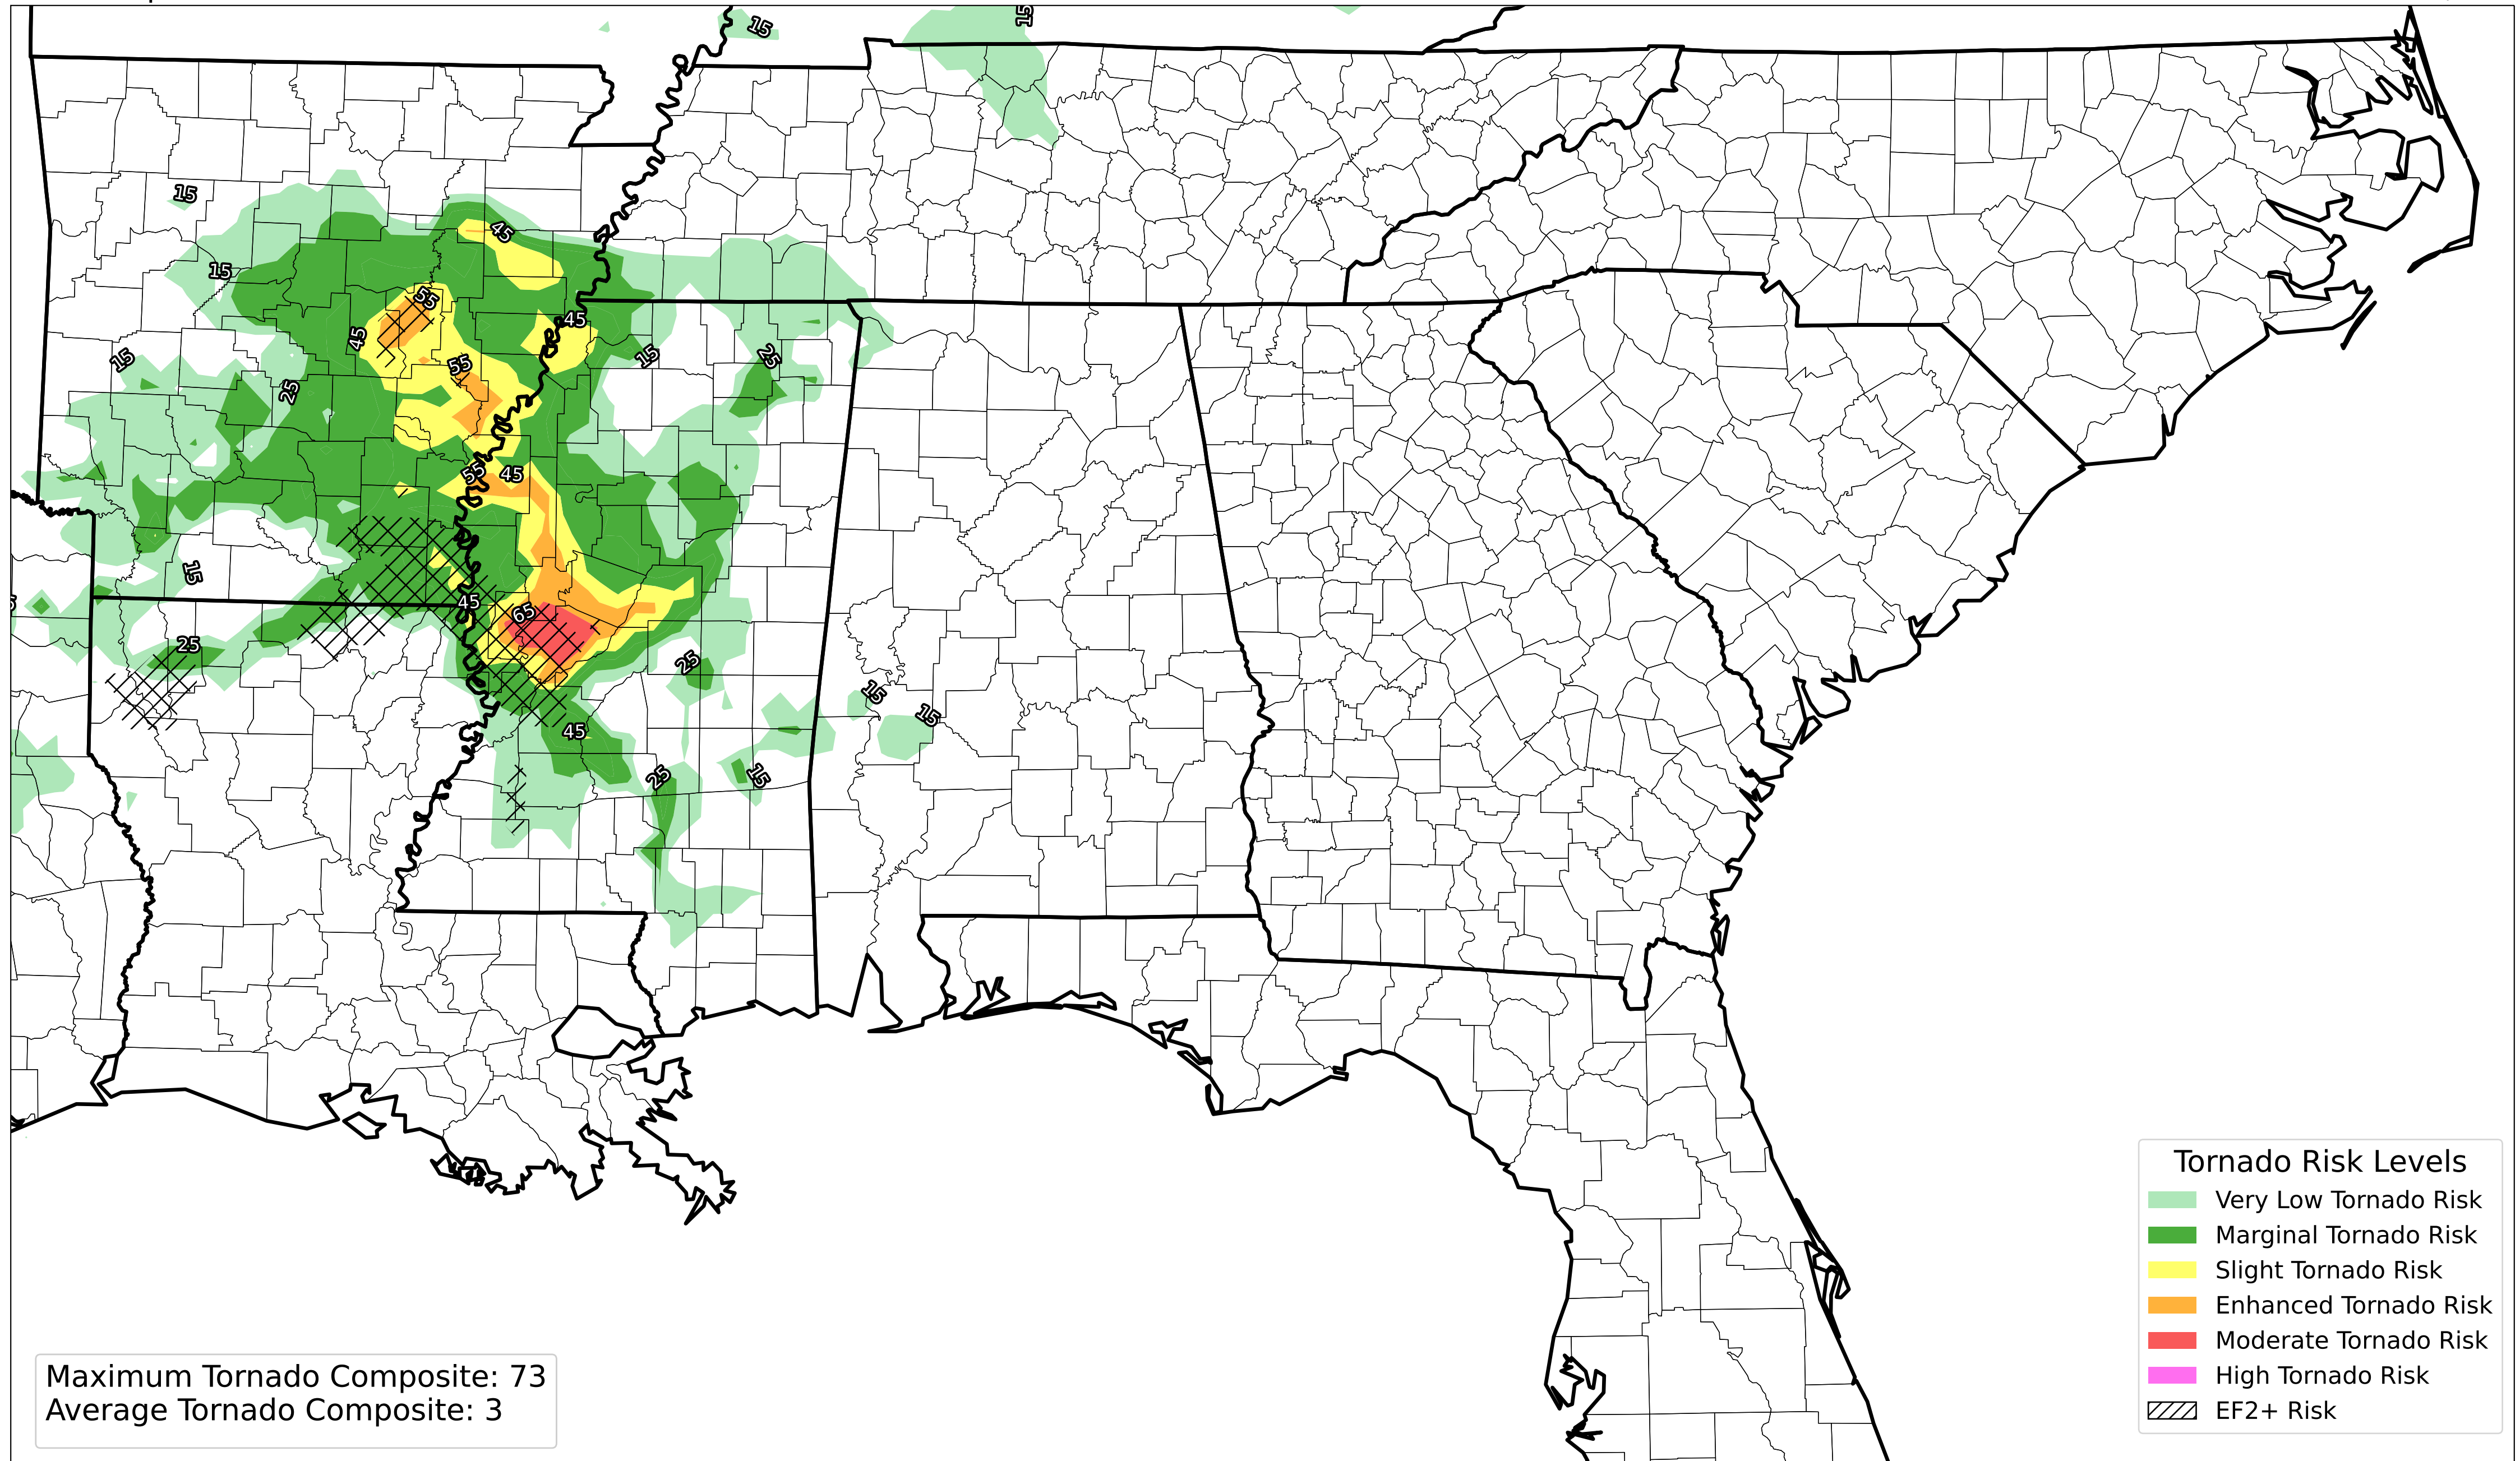 15
15
15
45
15
55
45
45
15
25
15
55
25
55
45
15
45
65
25
25
15
15
45
25
15
Tornado Risk Levels
Very Low Tornado Risk
Marginal Tornado Risk
Slight Tornado Risk
Enhanced Tornado Risk
Moderate Tornado Risk
High Tornado Risk
EF2+ Risk
Maximum Tornado Composite: 73
Average Tornado Composite: 3